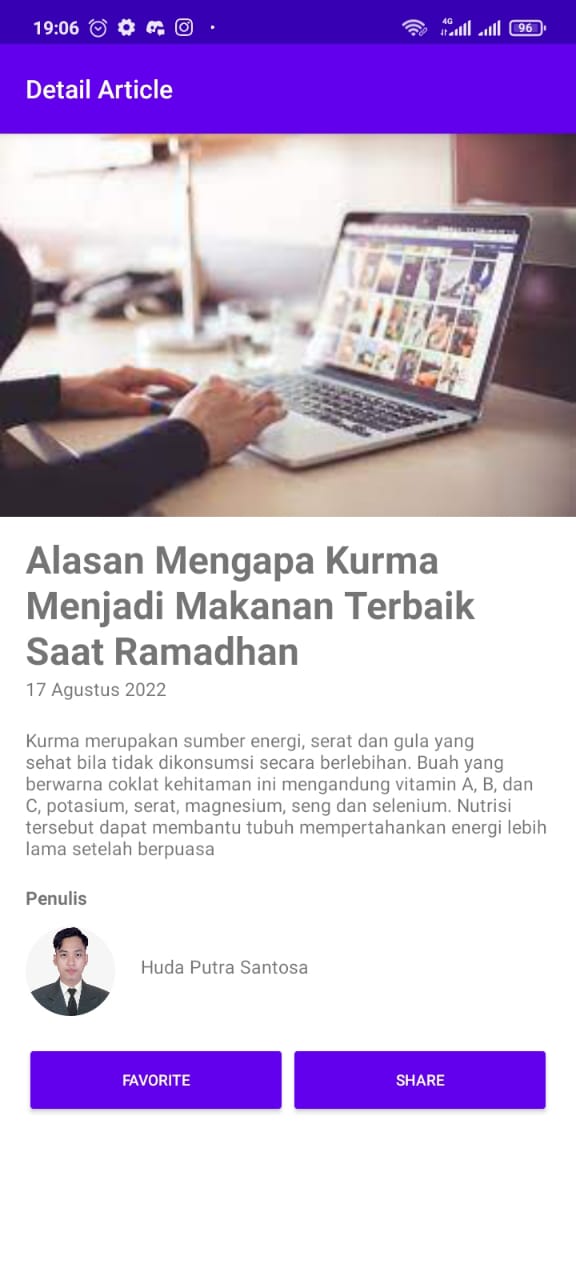 19:06
4G
96
Detail Article
Alasan Mengapa Kurma
Menjadi Makanan Terbaik
Saat Ramadhan
17 Agustus 2022
Kurma merupakan sumber energi, serat dan gula yang
sehat bila tidak dikonsumsi secara berlebihan. Buah yang
berwarna coklat kehitaman ini mengandung vitamin A, B, dan
C, potasium, serat, magnesium, seng dan selenium. Nutrisi
tersebut dapat membantu tubuh mempertahankan energi lebih
lama setelah berpuasa
Penulis
Huda Putra Santosa
FAVORITE
SHARE